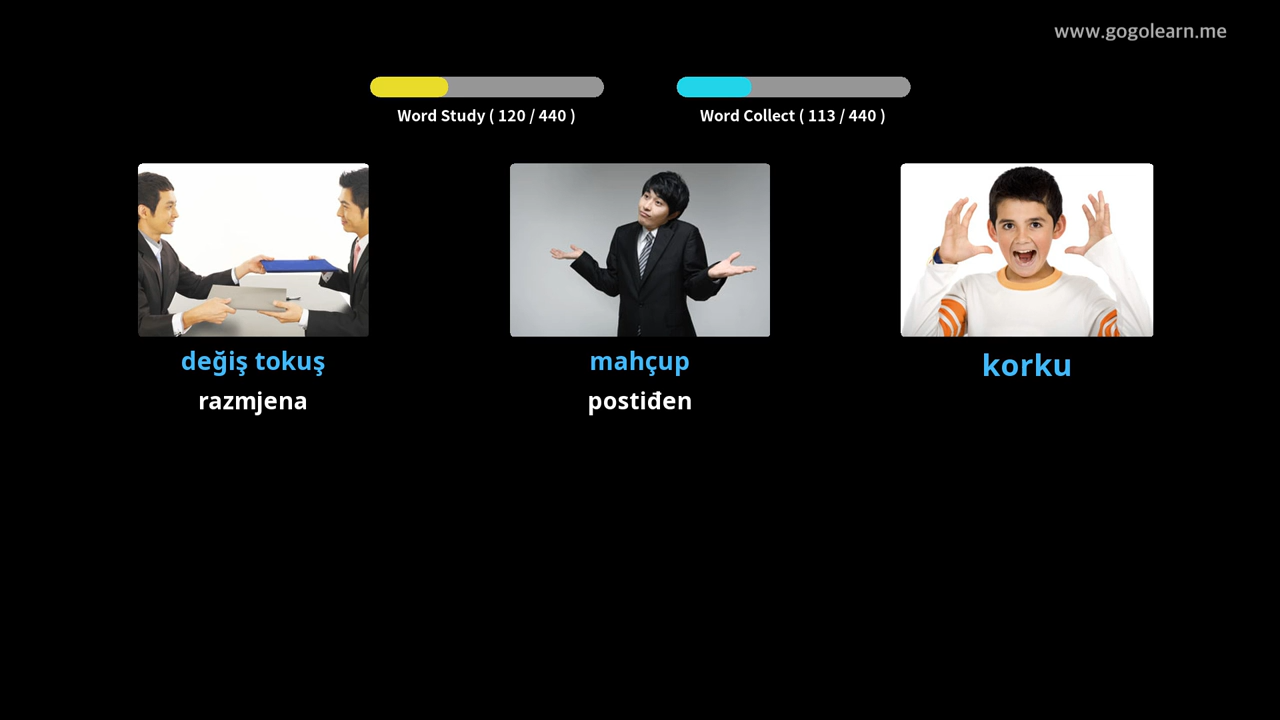 www.gogolearn.me
Word Study ( 120 / 440 )
Word Collect ( 113 / 440 )
değiş tokuş
razmjena
mahçup
postiđen
korku